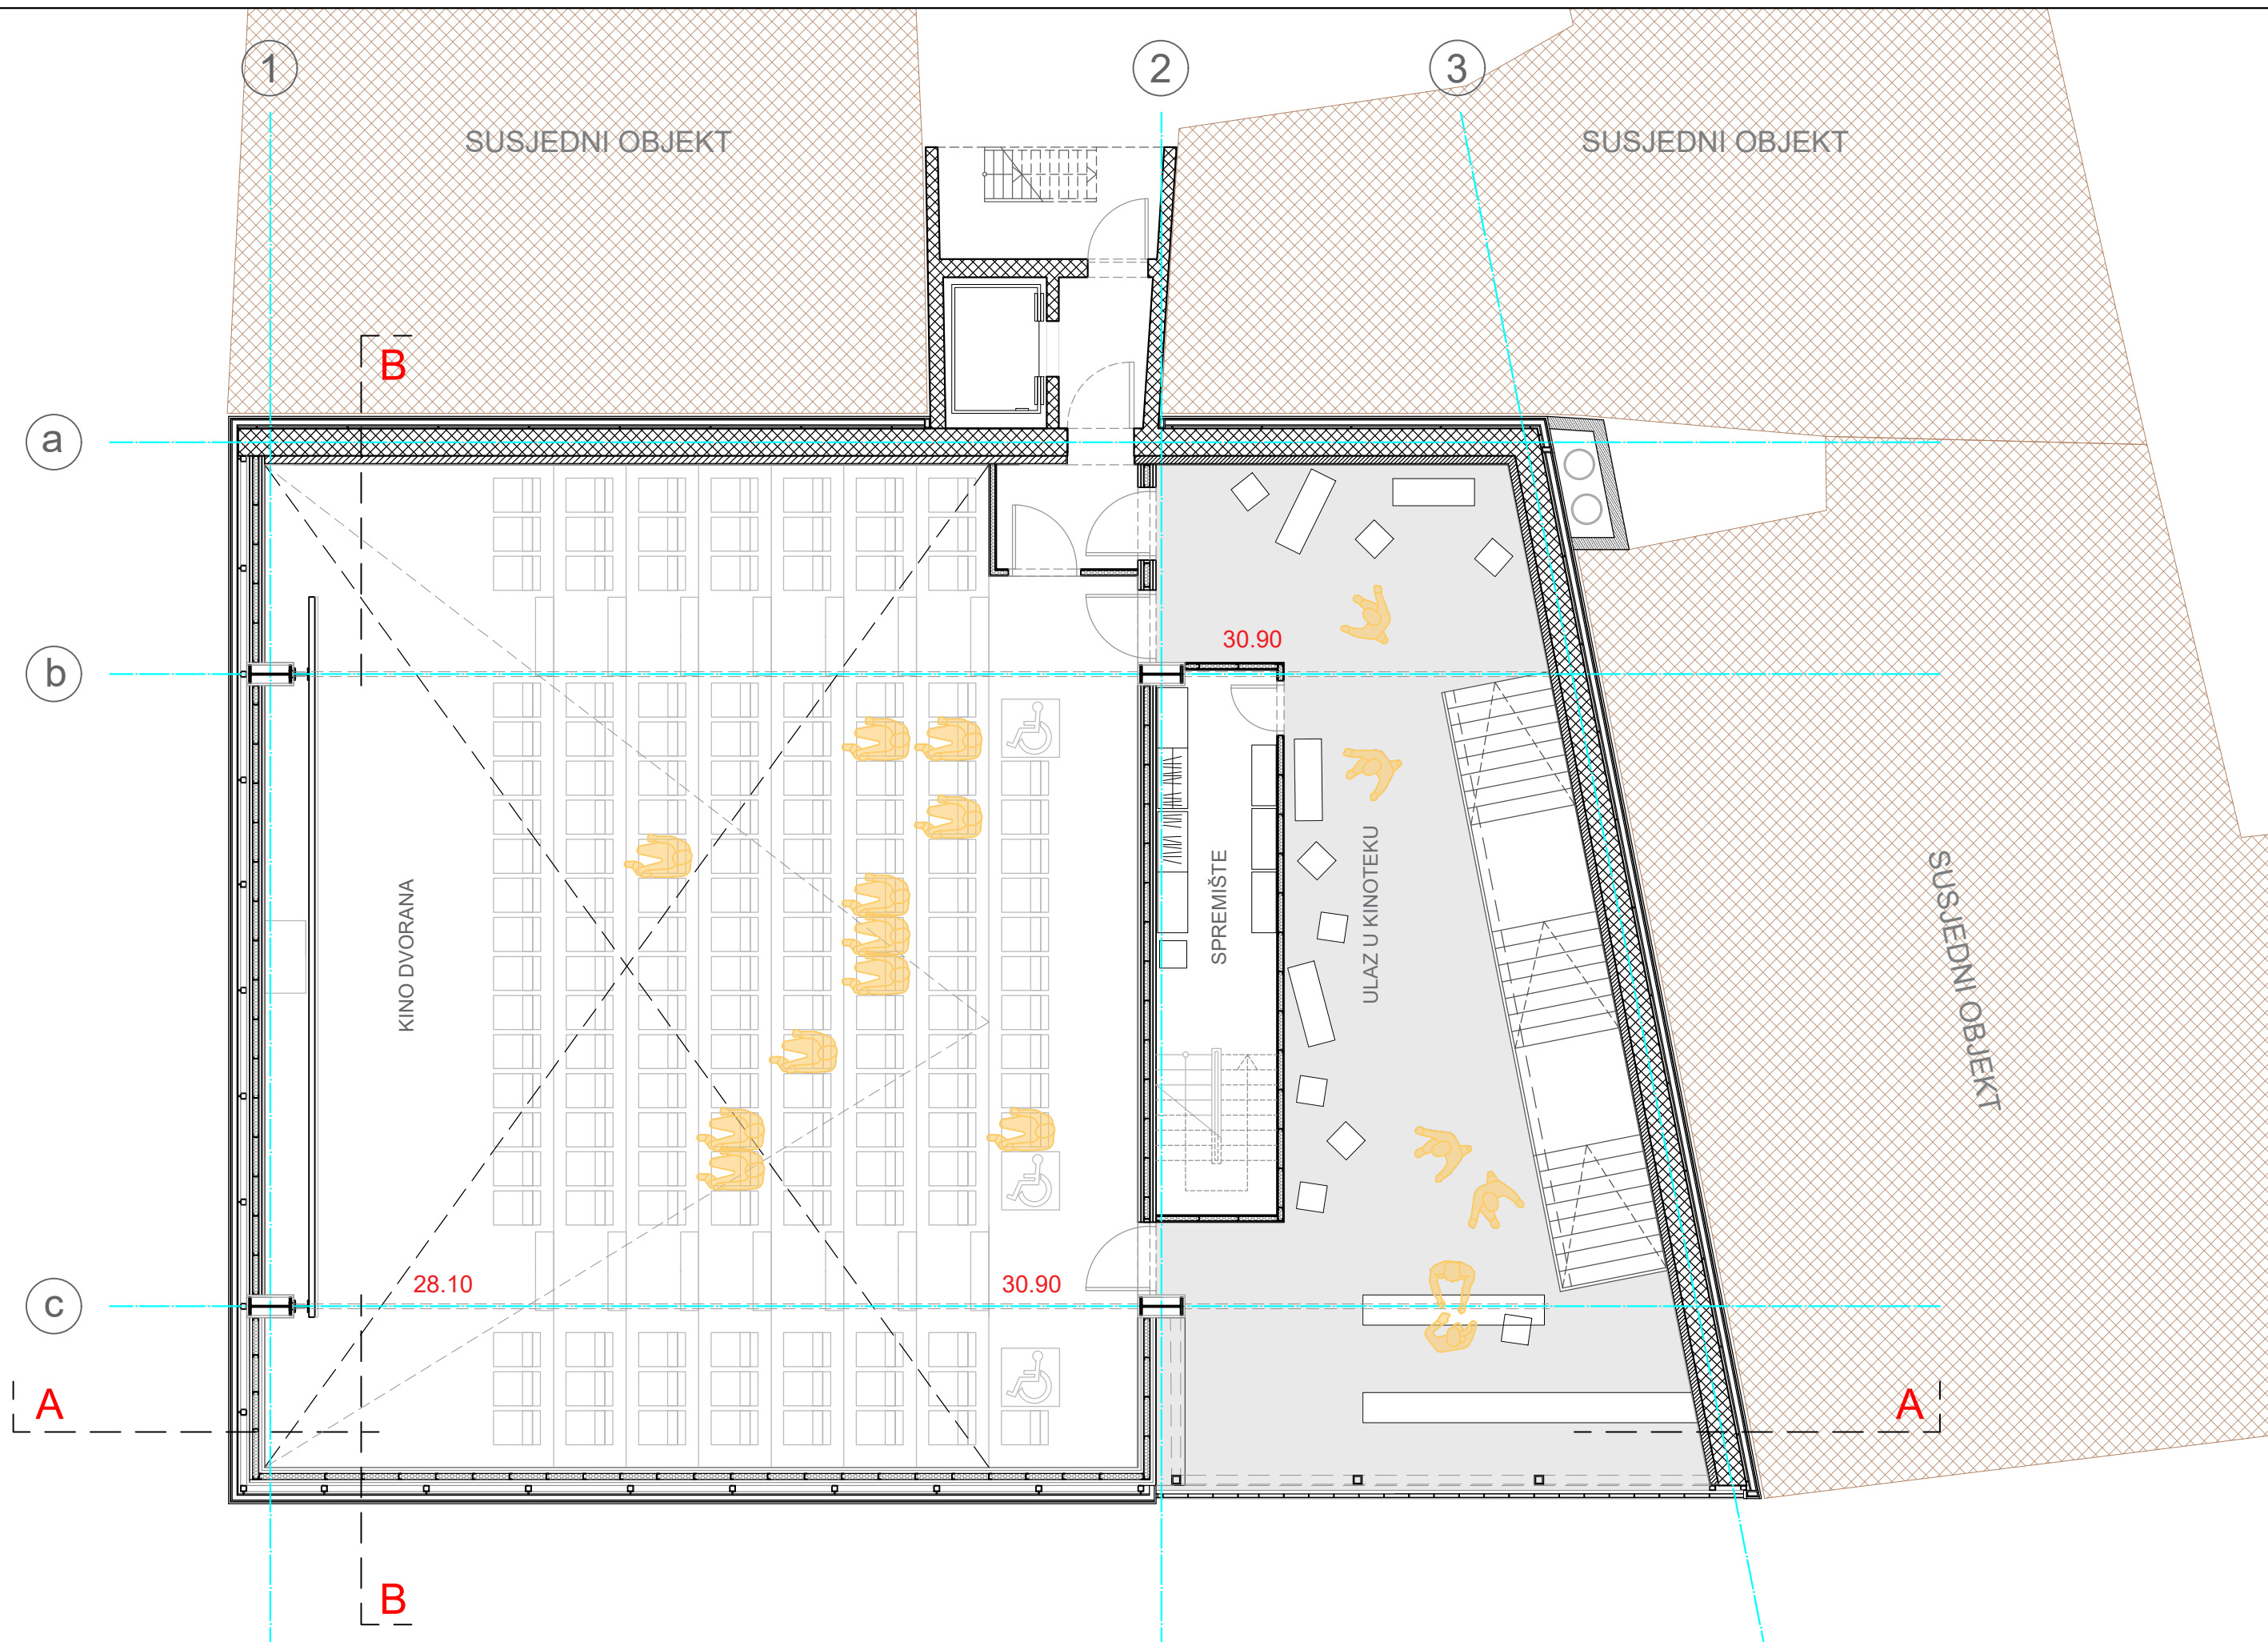 1
2
3
SUSJEDNI OBJEKT
SUSJEDNI OBJEKT
B
a
30.90
b
KINO DVORANA
SPREMIŠTE
ULAZ U KINOTEKU
SUSJEDNI OBJEKT
28.10
30.90
c
A
A
B